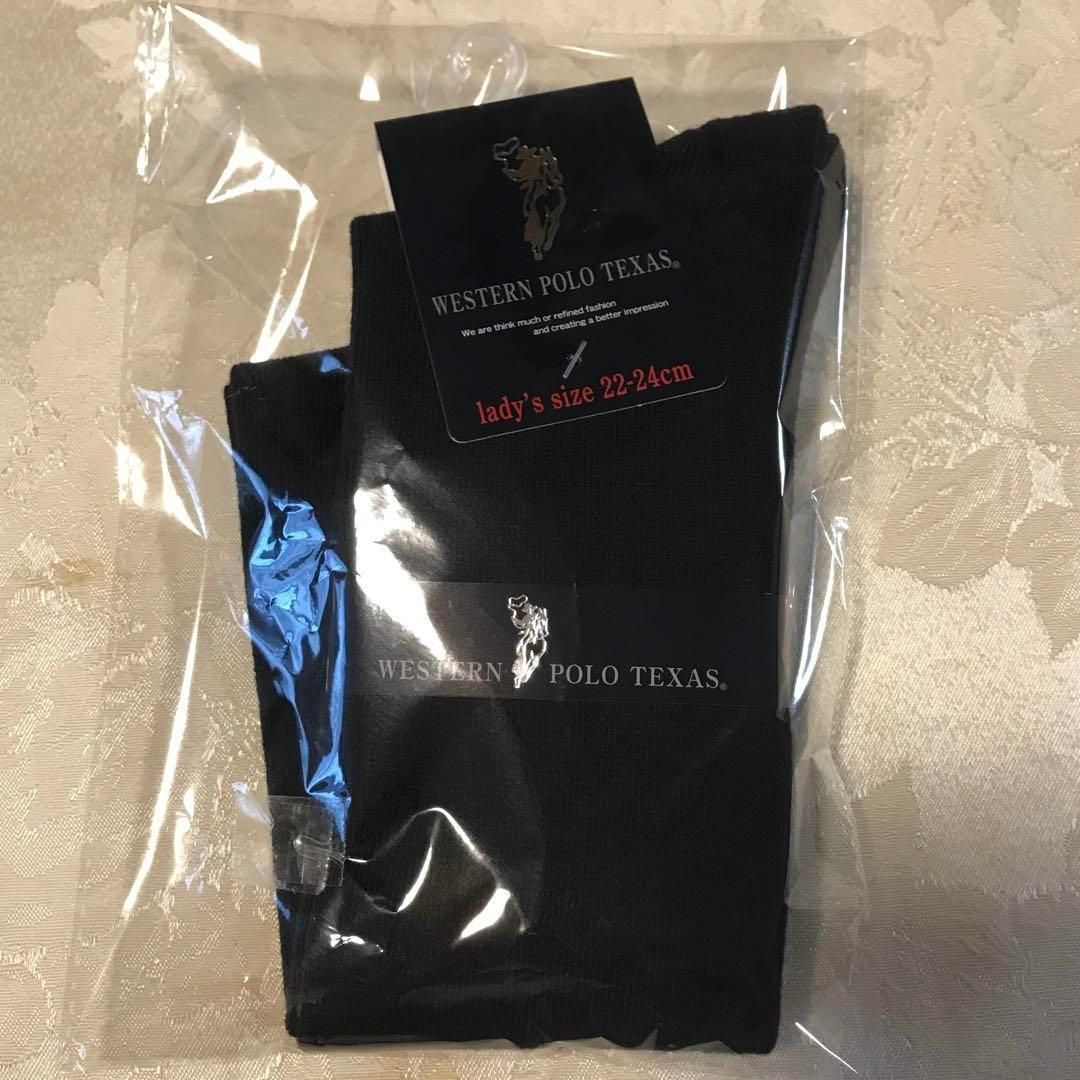 WESTERN POLO TEXAS®
We are think much or refined fashion
and creating a better impression
lady's size 22-24cm
WESTERN POLO TEXAS®